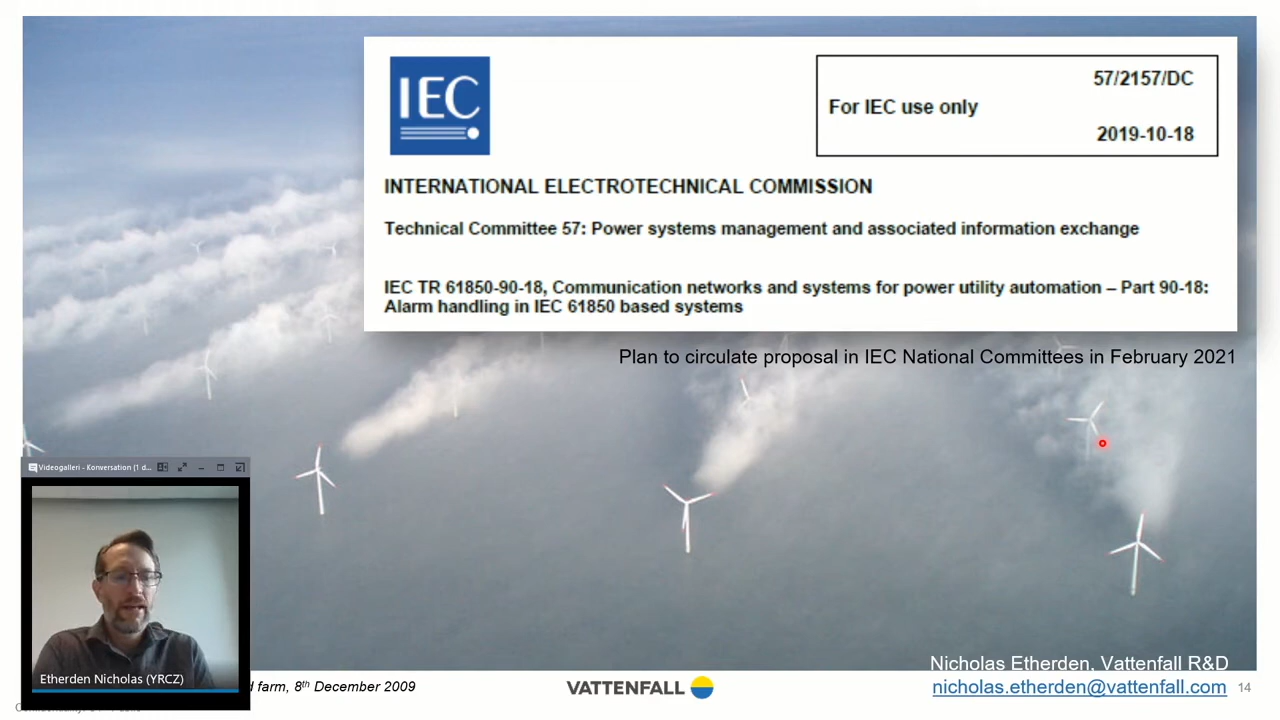 IEC
57/2157/DC
For IEC use only
2019-10-18
INTERNATIONAL ELECTROTECHNICAL COMMISSION
Technical Committee 57: Power systems management and associated information exchange
IEC TR 61850-90-18, Communication networks and systems for power utility automation – Part 90-18:
Alarm handling in IEC 61850 based systems
Plan to circulate proposal in IEC National Committees in February 2021
Videogalleri - Konversation (1 d...
Etherden Nicholas (YRCZ)
farm, 8th December 2009
VATTENFALL
Nicholas Etherden, Vattenfall R&D
nicholas.etherden@vattenfall.com
14